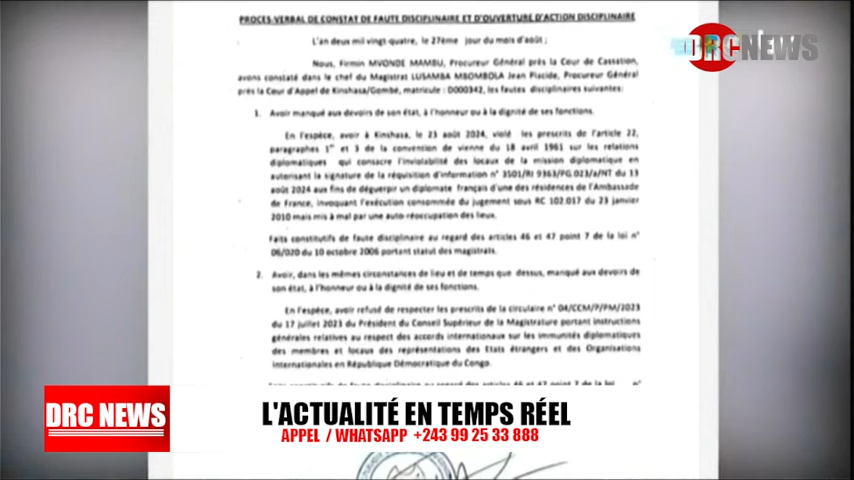 PROCES-VERBAL DE CONSTAT DE FAUTE DISCIPLINAIRE ET D'OUVERTURE D'ACTION DISCIPLINAIRE
DRCNEWS
L'an deux mil vingt-quatre, le 27ème jour du mois d'août ;
Nous, Firmin MVONDE MAMBU, Procureur Général près la Cour de Cassation,
avons constaté dans le chef du Magistrat LUSAMBA MBOMBOLA Jean Placide, Procureur Général
près la Cour d'Appel de Kinshasa/Gombé, matricule : D000342, les fautes disciplinaires suivantes:
1. Avoir manqué aux devoirs de son état, à l'honneur ou à la dignité de ses fonctions.
En l'espèce, avoir à Kinshasa, le 23 août 2024, violé les prescrits de l'article 22,
paragraphes 1er et 3 de la convention de vienne du 18 avril 1961 sur les relations
diplomatiques qui consacre l'inviolabilité des locaux de la mission diplomatique en
autorisant la signature de la réquisition d'information n° 3501/RI 9363/PG.023/a/NT du 13
août 2024 aux fins de déguerpir un diplomate français d'une des résidences de l'Ambassade
de France, invoquant l'exécution consommée du jugement sous RC 102.017 du 23 janvier
2010 mais mis à mal par une auto-réoccupation des lieux.
Faits constitutifs de faute disciplinaire au regard des articles 46 et 47 point 7 de la loi n°
06/020 du 10 octobre 2006 portant statut des magistrats.
2. Avoir, dans les mêmes circonstances de lieu et de temps que dessus, manqué aux devoirs de
son état, à l'honneur ou à la dignité de ses fonctions.
En l'espèce, avoir refusé de respecter les prescrits de la circulaire n° 04/CCM/P/PM/2023
du 17 juillet 2023 du Président du Conseil Supérieur de la Magistrature portant instructions
générales relatives au respect des accords internationaux sur les immunités diplomatiques
des membres et locaux des représentations des Etats étrangers et des Organisations
Internationales en République Démocratique du Congo.
DRC NEWS
L'ACTUALITÉ EN TEMPS RÉEL
APPEL / WHATSAPP +243 99 25 33 888